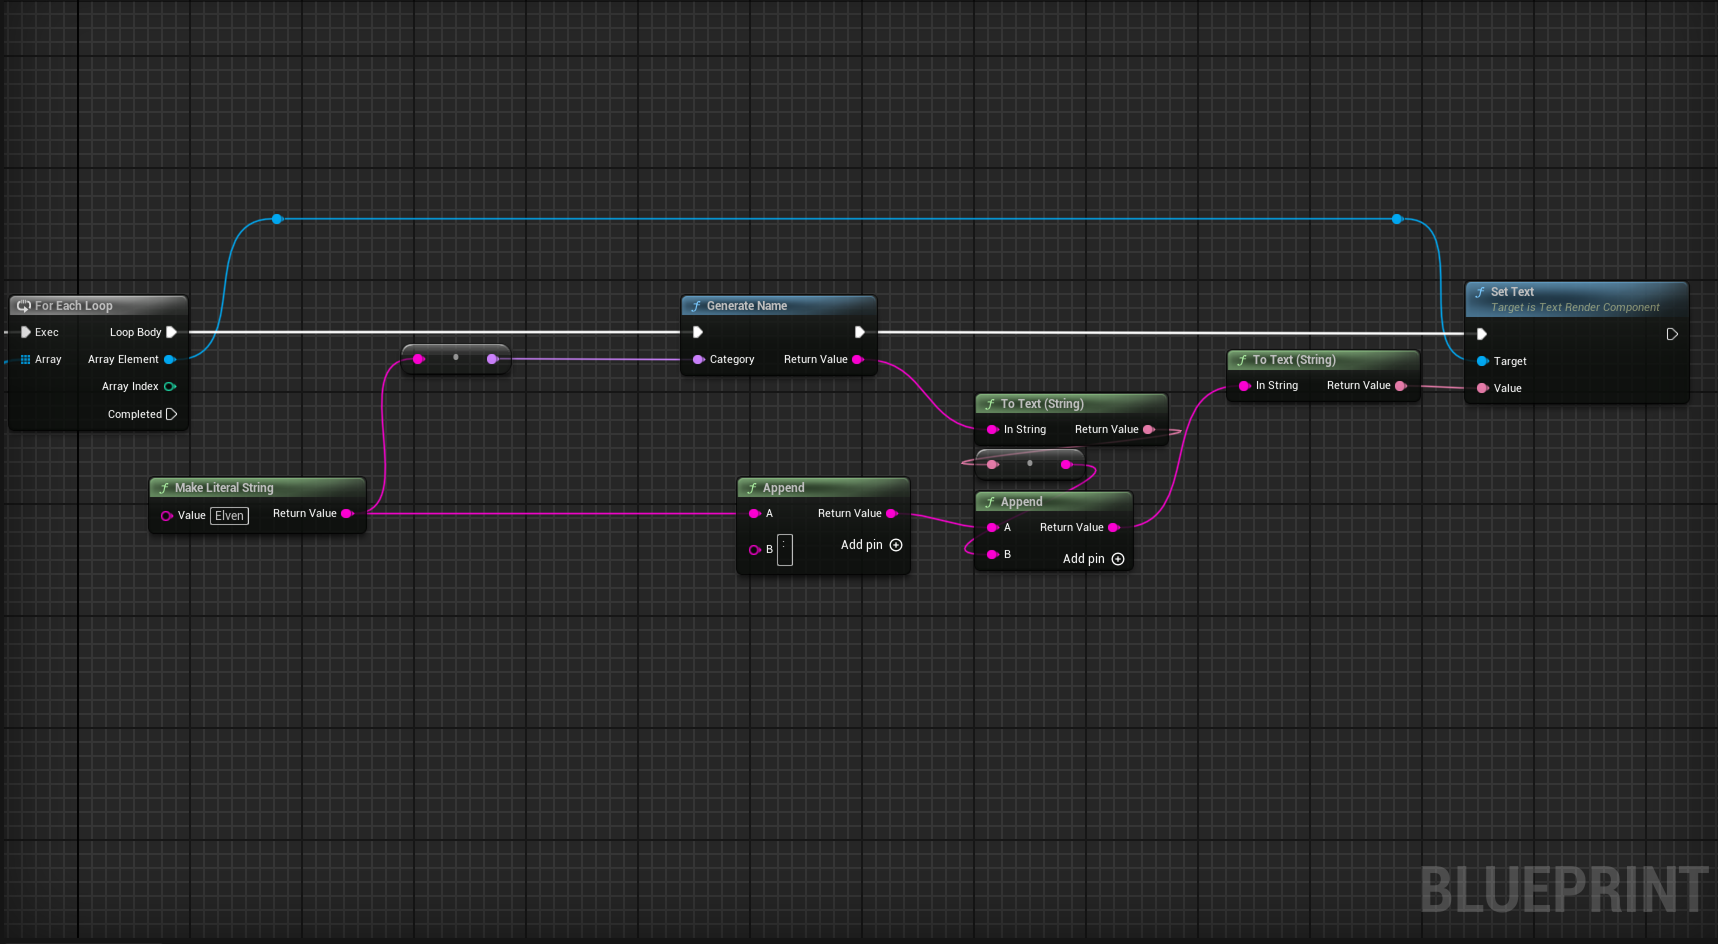 For Each Loop
Exec
Loop Body
Array
Array Element
Array Index
Completed
Make Literal String
Value Elven
Return Value
Generate Name
Category
Return Value
Append
A
Return Value
B :
Add pin
To Text (String)
In String
Return Value
Append
A
Return Value
B
Add pin
To Text (String)
In String
Return Value
Set Text
Target is Text Render Component
Target
Value
BLUEPRINT